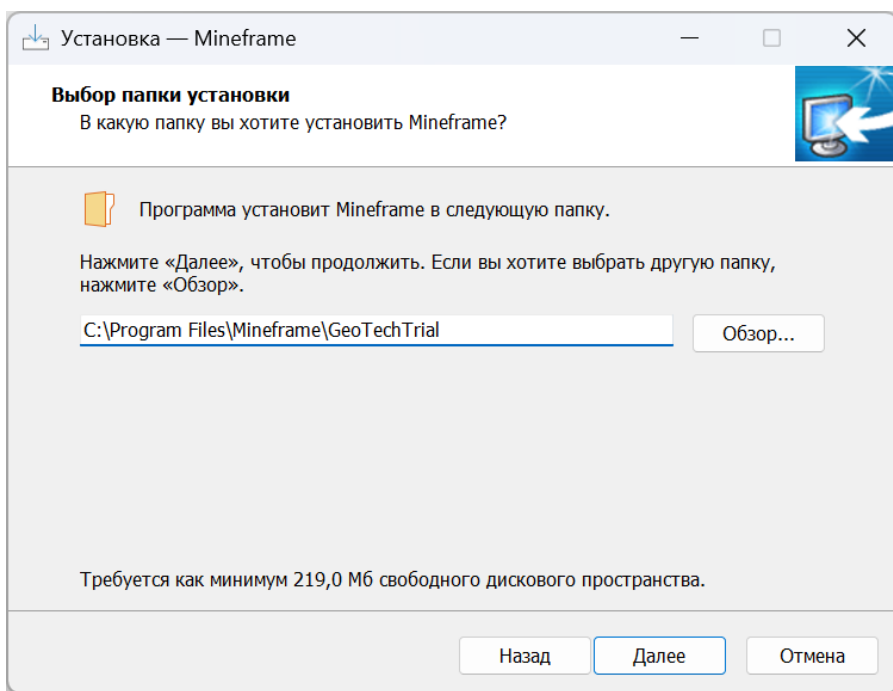 Установка — Mineframe
Выбор папки установки
В какую папку вы хотите установить Mineframe?
Программа установит Mineframe в следующую папку.
Нажмите «Далее», чтобы продолжить. Если вы хотите выбрать другую папку,
нажмите «Обзор».
C:\Program Files\Mineframe\GeoTechTrial
Обзор...
Требуется как минимум 219,0 Мб свободного дискового пространства.
Назад
Далее
Отмена